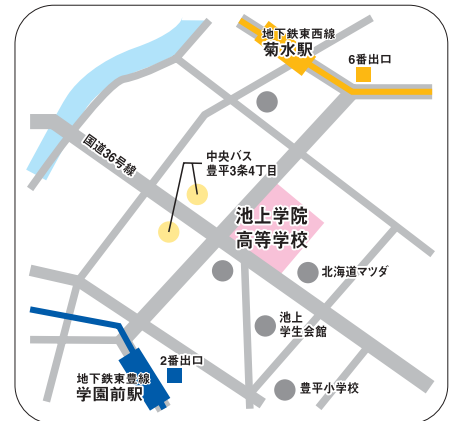 地下鉄東西線
菊水駅
6番出口
国道36号線
中央バス
豊平3条4丁目
池上学院
高等学校
北海道マツダ
池上
学生会館
2番出口
地下鉄東豊線
学園前駅
豊平小学校